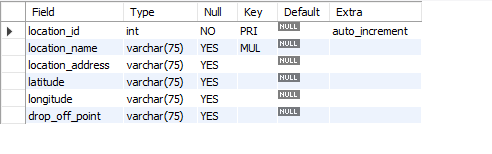 Field Type Null Key Default Extra
location_id int NO PRI NULL auto_increment
location_name varchar(75) YES MUL NULL
location_address varchar(75) YES NULL
latitude varchar(75) YES NULL
longitude varchar(75) YES NULL
drop_off_point varchar(75) YES NULL